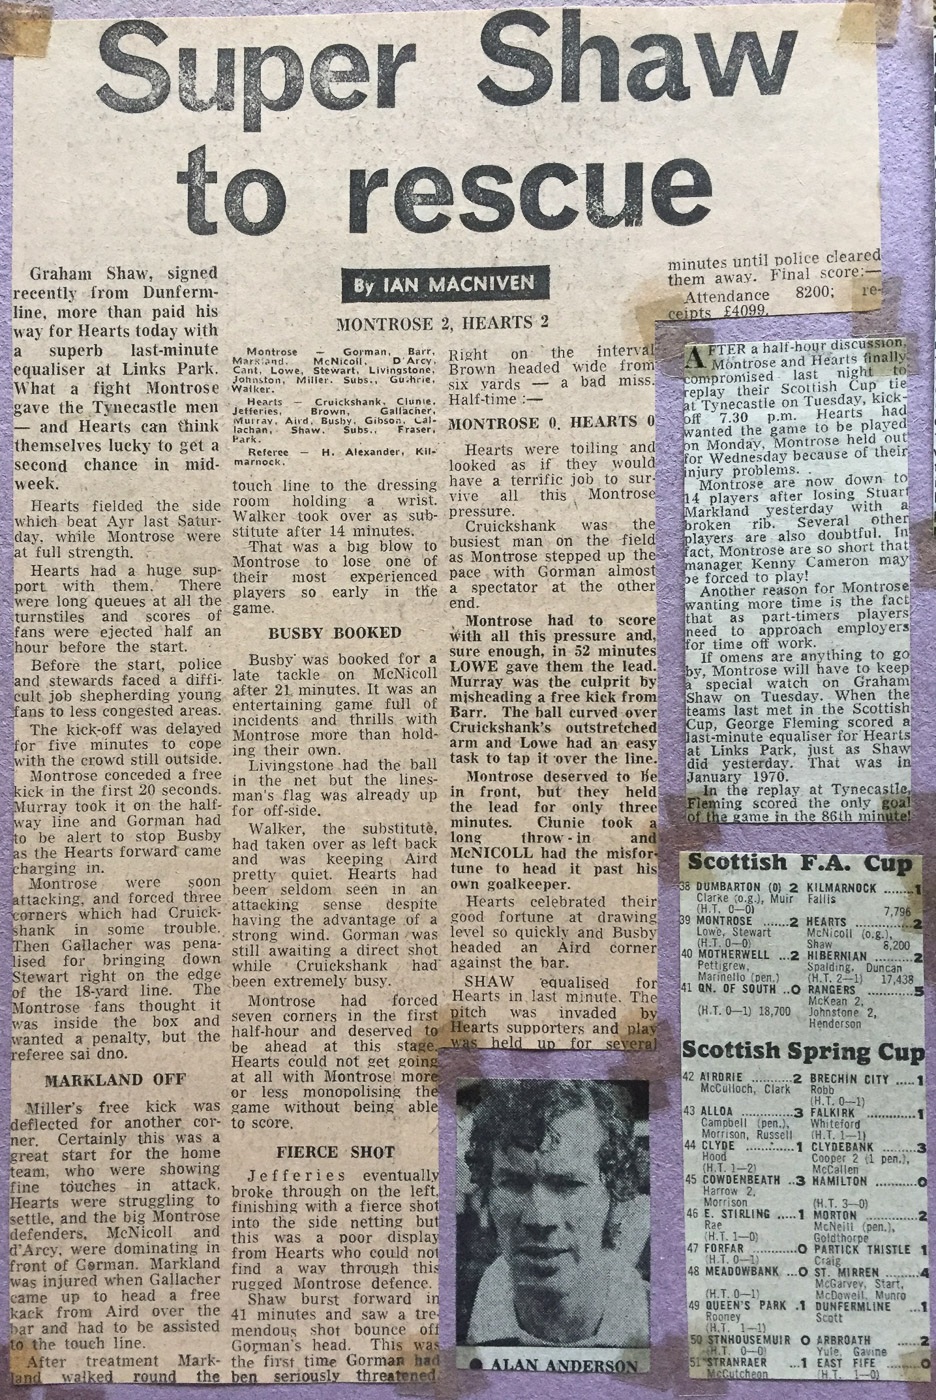 Super Shaw
to rescue
Graham Shaw, signed
recently from Dunferm-
line, more than paid his
way for Hearts today with
a superb last-minute
equaliser at Links Park.
What a fight Montrose
gave the Tynecastle men
— and Hearts can think
themselves lucky to get a
second chance in mid-
week.
Hearts fielded the side
which beat Ayr last Satur-
day, while Montrose were
at full strength.
Hearts had a huge sup-
port with them. There
were long queues at all the
turnstiles and scores of
fans were ejected half an
hour before the start.
Before the start, police
and stewards faced a diffi-
cult job shepherding young
fans to less congested areas.
The kick-off was delayed
for five minutes to cope
with the crowd still outside.
Montrose conceded a free
kick in the first 20 seconds.
Murray took it on the half-
way line and Gorman had
to be alert to stop Busby
as the Hearts forward came
charging in.
Montrose were soon
attacking, and forced three
corners which had Cruick-
shank in some trouble.
Then Gallacher was pena-
lised for bringing down
Stewart right on the edge
of the 18-yard line. The
Montrose fans thought it
was inside the box and
wanted a penalty, but the
referee sai dno.
MARKLAND OFF
Miller's free kick was
deflected for another cor-
ner. Certainly this was a
great start for the home
team, who were showing
fine touches in attack.
Hearts were struggling to
settle, and the big Montrose
defenders, McNicoll and
d'Arcy, were dominating in
front of Gorman. Markland
was injured when Gallacher
came up to head a free
kack from Aird over the
bar and had to be assisted
to the touch line.
After treatment Mark-
land walked round the
By IAN MACNIVEN
MONTROSE 2, HEARTS 2
Montrose — Gorman, Barr,
Markland, McNicoll, D'Arcy,
Cant, Lowe, Stewart, Livingstone,
Johnston, Miller. Subs., Guthrie,
Walker.
Hearts — Cruickshank, Clunie,
Jefferies, Brown, Gallacher,
Murray, Aird, Busby, Gibson, Cal-
lachan, Shaw. Subs., Fraser,
Park.
Referee — H. Alexander, Kil-
marnock.
touch line to the dressing
room holding a wrist.
Walker took over as sub-
stitute after 14 minutes.
That was a big blow to
Montrose to lose one of
their most experienced
players so early in the
game.
BUSBY BOOKED
Busby was booked for a
late tackle on McNicoll
after 21 minutes. It was an
entertaining game full of
incidents and thrills with
Montrose more than hold-
ing their own.
Livingstone had the ball
in the net but the lines-
man's flag was already up
for off-side.
Walker, the substitute,
had taken over as left back
and was keeping Aird
pretty quiet. Hearts had
been seldom seen in an
attacking sense despite
having the advantage of a
strong wind. Gorman was
still awaiting a direct shot
while Cruickshank had
been extremely busy.
Montrose had forced
seven corners in the first
half-hour and deserved to
be ahead at this stage.
Hearts could not get going
at all with Montrose more
or less monopolising the
game without being able
to score.
FIERCE SHOT
Jefferies eventually
broke through on the left,
finishing with a fierce shot
into the side netting but
this was a poor display
from Hearts who could not
find a way through this
rugged Montrose defence.
Shaw burst forward in
41 minutes and saw a tre-
mendous shot bounce off
Gorman's head. This was
the first time Gorman had
ben seriously threatened.
Right on the interval
Brown headed wide from
six yards — a bad miss.
Half-time :—
MONTROSE 0, HEARTS 0
Hearts were toiling and
looked as if they would
have a terrific job to sur-
vive all this Montrose
pressure.
Cruickshank was the
busiest man on the field
as Montrose stepped up the
pace with Gorman almost
a spectator at the other
end.
Montrose had to score
with all this pressure and,
sure enough, in 52 minutes
LOWE gave them the lead.
Murray was the culprit by
misheading a free kick from
Barr. The ball curved over
Cruickshank's outstretched
arm and Lowe had an easy
task to tap it over the line.
Montrose deserved to be
in front, but they held
the lead for only three
minutes. Clunie took a
long throw-in and
McNICOLL had the misfor-
tune to head it past his
own goalkeeper.
Hearts celebrated their
good fortune at drawing
level so quickly and Busby
headed an Aird corner
against the bar.
SHAW equalised for
Hearts in last minute. The
pitch was invaded by
Hearts supporters and play
was held up for several
minutes until police cleared
them away. Final score:—
Attendance 8200; re-
ceipts £4099.
AFTER a half-hour discussion,
Montrose and Hearts finally
compromised last night to
replay their Scottish Cup tie
at Tynecastle on Tuesday, kick-
off 7.30 p.m. Hearts had
wanted the game to be played
on Monday, Montrose held out
for Wednesday because of their
injury problems.
Montrose are now down to
14 players after losing Stuart
Markland yesterday with a
broken rib. Several other
players are also doubtful. In
fact, Montrose are so short that
manager Kenny Cameron may
be forced to play!
Another reason for Montrose
wanting more time is the fact
that as part-timers players
need to approach employers
for time off work.
If omens are anything to go
by, Montrose will have to keep
a special watch on Graham
Shaw on Tuesday. When the
teams last met in the Scottish
Cup, George Fleming scored a
last-minute equaliser for Hearts
at Links Park, just as Shaw
did yesterday. That was in
January 1970.
In the replay at Tynecastle,
Fleming scored the only goal
of the game in the 86th minute!
Scottish F.A. Cup
38 DUMBARTON (0) 2 KILMARNOCK ......1
Clarke (o.g.), Muir Fallis
(H.T. 0—0) 7,796
39 MONTROSE ......2 HEARTS ......2
Lowe, Stewart McNicoll (o.g.),
(H.T. 0—0) Shaw 8,200
40 MOTHERWELL ...2 HIBERNIAN ......2
Pettigrew, Spalding, Duncan
Marinello (pen.) (H.T. 2—1) 17,438
41 QN. OF SOUTH ..0 RANGERS ......5
McKean 2,
(H.T. 0—1) 18,700 Johnstone 2,
Henderson
Scottish Spring Cup
42 AIRDRIE ..........2 BRECHIN CITY ....1
McCulloch, Clark Robb
(H.T. 0—1)
43 ALLOA ............3 FALKIRK ..........1
Campbell (pen.), Whiteford
Morrison, Russell (H.T. 1—1)
44 CLYDE ............1 CLYDEBANK .....3
Hood Cooper 2 (1 pen.),
(H.T. 1—2) McCallen
45 COWDENBEATH ..3 HAMILTON ......0
Harrow 2,
Morrison (H.T. 3—0)
46 E. STIRLING ....1 MORTON ........2
Rae McNeill (pen.),
(H.T. 1—0) Goldthorpe
47 FORFAR .........0 PARTICK THISTLE 1
(H.T. 0—1) Craig
48 MEADOWBANK ...0 ST. MIRREN ......4
McGarvey, Start,
(H.T. 0—1) McDowell, Munro
49 QUEEN'S PARK .1 DUNFERMLINE ...1
Rooney Scott
(H.T. 1—1)
50 STNHOUSEMUIR 0 ARBROATH .......2
(H.T. 0—0) Yule, Gavine
51 STRANRAER ....1 EAST FIFE .......0
McCutcheon (H.T. 1—0)
● ALAN ANDERSON